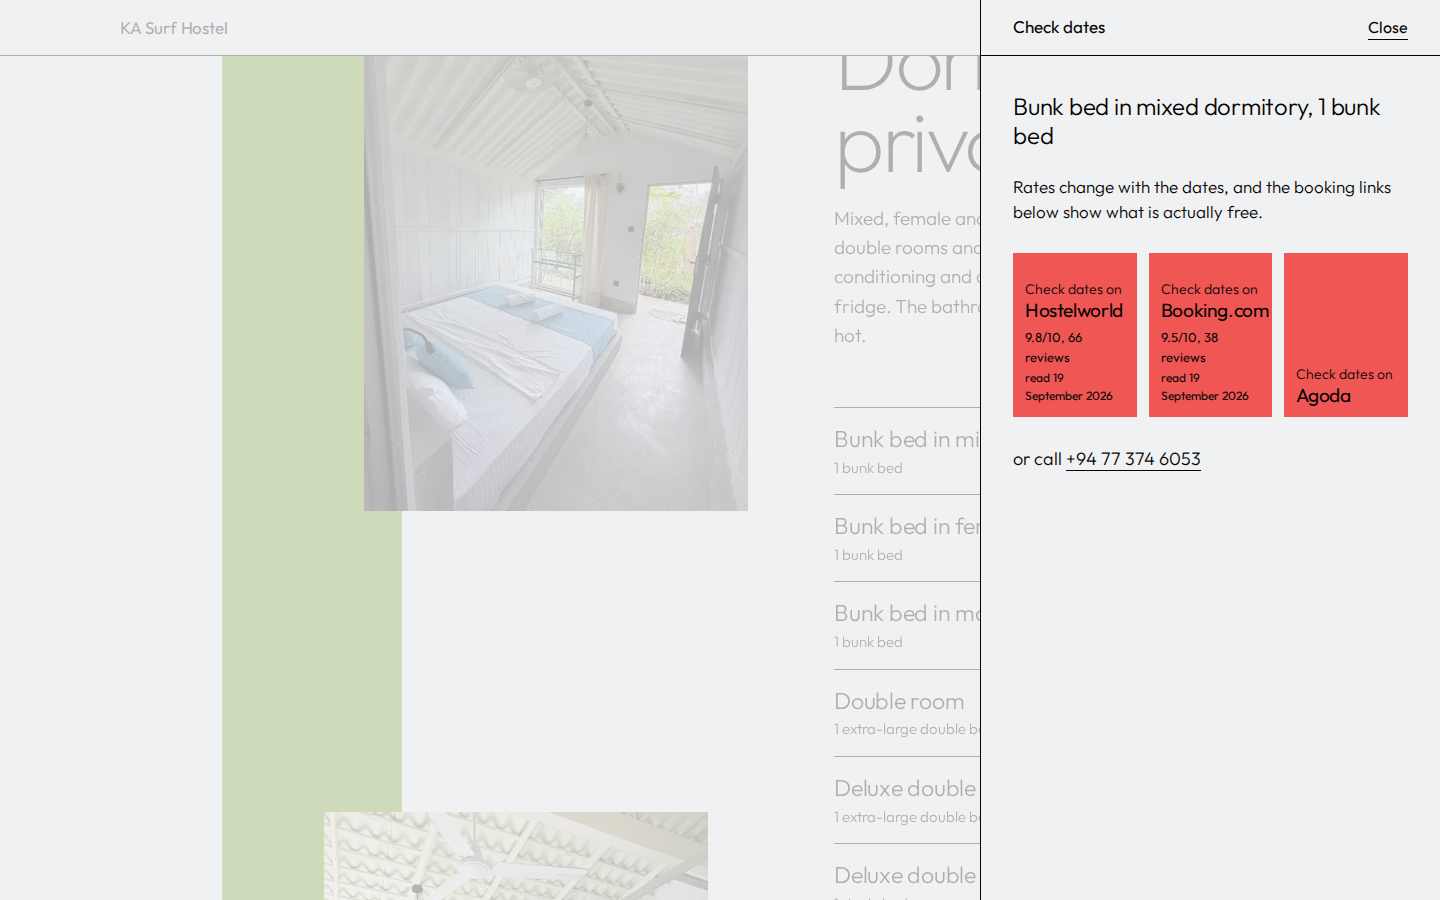 KA Surf Hostel
Check dates
Close
Dor
priva
Mixed, female and
double rooms and
conditioning and
fridge. The bathr
hot.
Bunk bed in mi
1 bunk bed
Bunk bed in fe
1 bunk bed
Bunk bed in ma
1 bunk bed
Double room
1 extra-large double b
Deluxe double
1 extra-large double b
Deluxe double
Bunk bed in mixed dormitory, 1 bunk
bed
Rates change with the dates, and the booking links
below show what is actually free.
Check dates on
Hostelworld
9.8/10, 66
reviews
read 19
September 2026
Check dates on
Booking.com
9.5/10, 38
reviews
read 19
September 2026
Check dates on
Agoda
or call +94 77 374 6053